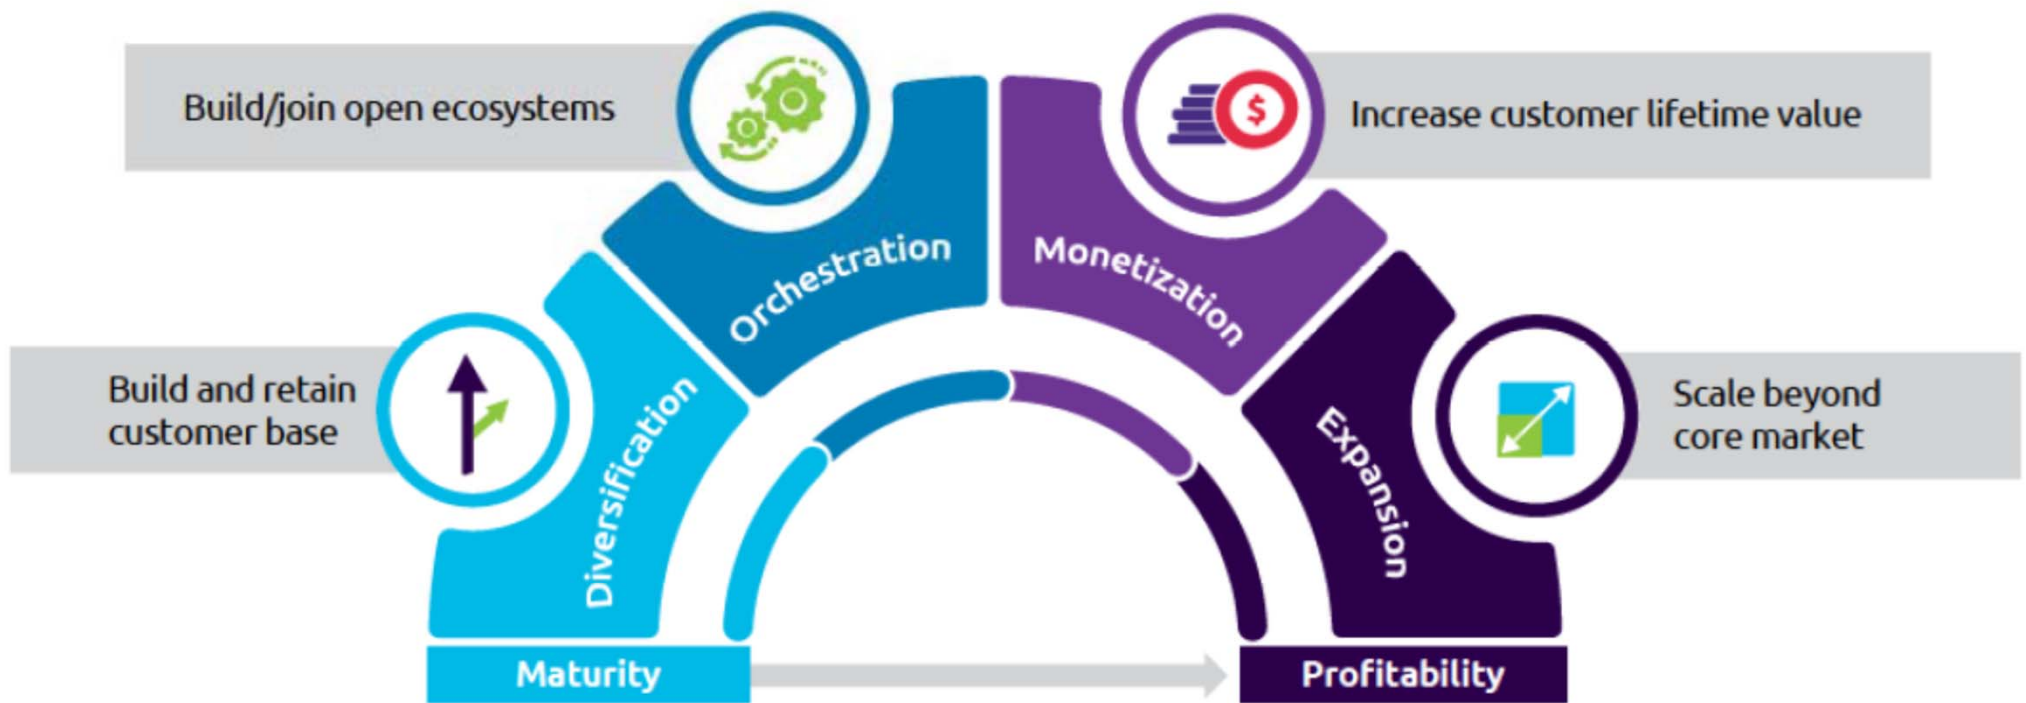 Build/join open ecosystems
$
Increase customer lifetime value
Orchestration
Monetization
Build and retain
customer base
Diversification
Expansion
Scale beyond
core market
Maturity
Profitability